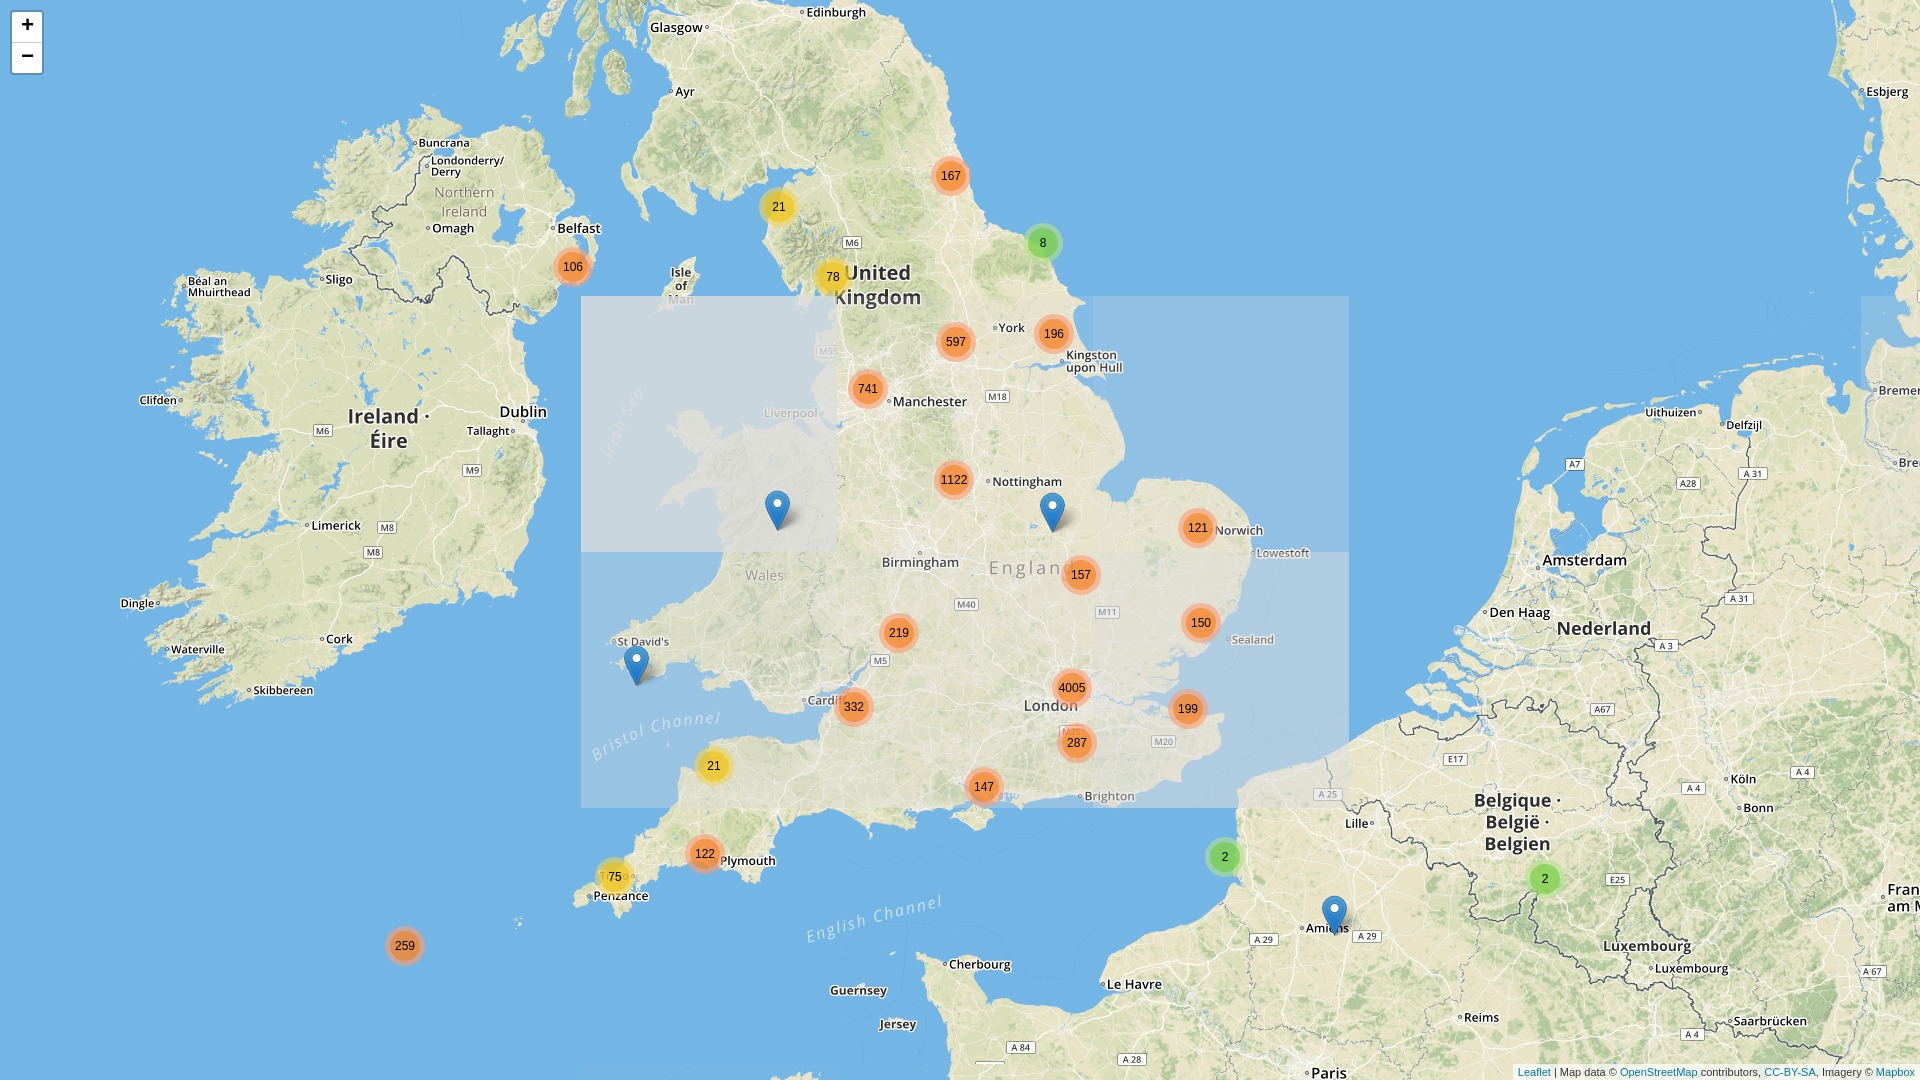 +
−
Edinburgh
Glasgow
Ayr
Esbjerg
Buncrana
Londonderry/
Derry
Northern
Ireland
Omagh
Belfast
167
21
8
M6
106
78
United
Kingdom
Isle
of
Man
Sligo
Béal an
Mhuirthead
York
196
597
Kingston
upon Hull
M55
741
Manchester
M18
Liverpool
Irish Sea
Clifden
Dublin
Tallaght
Ireland ·
Éire
M6
M9
Uithuizen
Delfzijl
A7
A 31
A28
1122
Nottingham
121
Norwich
Lowestoft
Limerick
M8
M8
Birmingham
England
157
Wales
Amsterdam
Dingle
M40
M11
A 31
Den Haag
Nederland
150
Sealand
219
Cork
Waterville
St David's
M5
A 3
Skibbereen
4005
London
Cardiff
332
199
A67
Bristol Channel
M20
287
E17
21
147
Brighton
A 25
A 4
Köln
A 4
Bonn
Belgique ·
België ·
Belgien
Lille
122
Plymouth
75
Penzance
2
2
E25
English Channel
Amiens
A 29
A 29
259
Luxembourg
Luxembourg
A 67
Cherbourg
Le Havre
Guernsey
Jersey
Reims
Saarbrücken
A 84
A 28
A 4
Paris
Leaflet | Map data © OpenStreetMap contributors, CC-BY-SA, Imagery © Mapbox